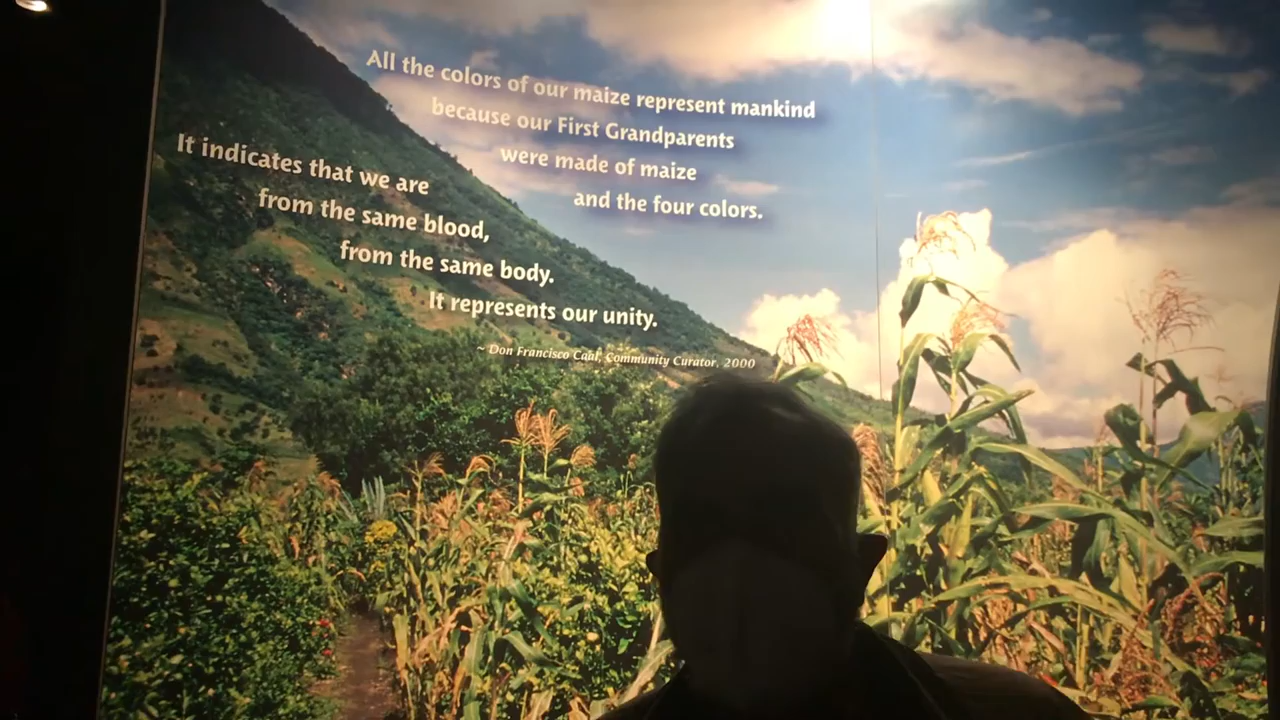 All the colors of our maize represent mankind
because our First Grandparents
were made of maize
and the four colors.
It indicates that we are
from the same blood,
from the same body.
It represents our unity.
~ Don Francisco Caal, Community Curator, 2000